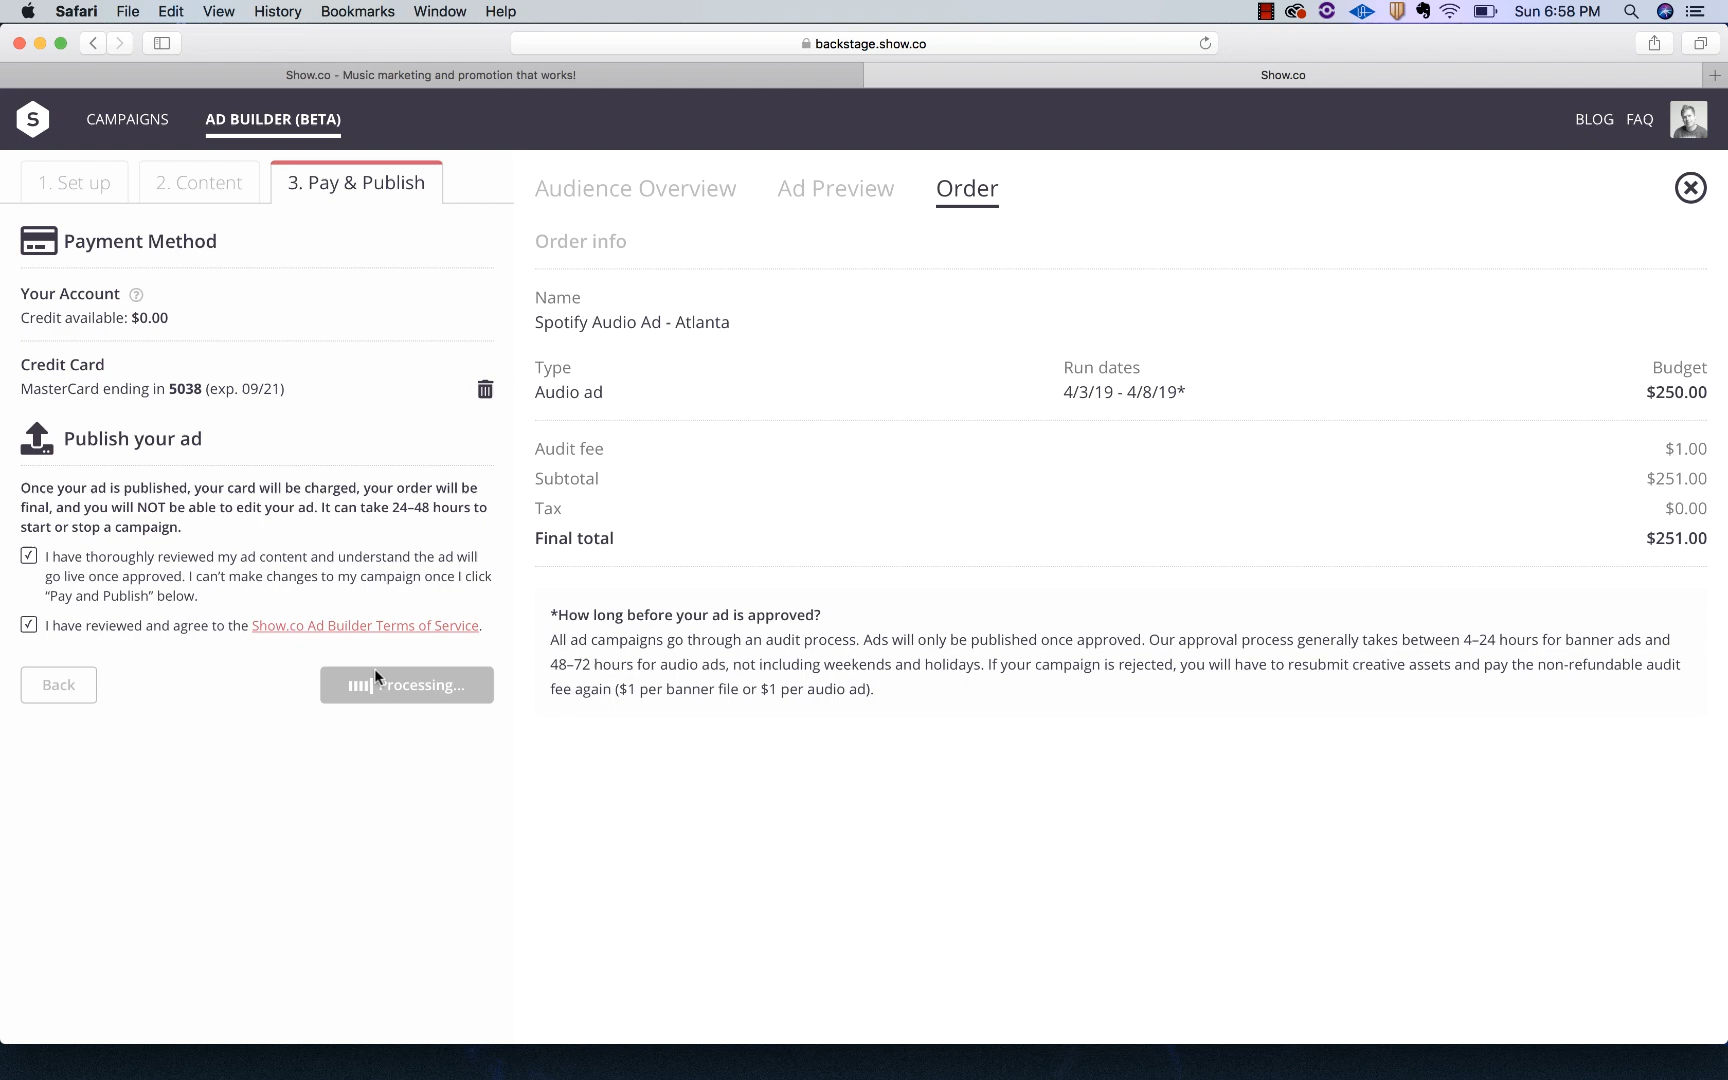 Safari File Edit View History Bookmarks Window Help Sun 6:58 PM
backstage.show.co
Show.co - Music marketing and promotion that works! Show.co
S CAMPAIGNS AD BUILDER (BETA) BLOG FAQ
1. Set up 2. Content 3. Pay & Publish
Audience Overview Ad Preview Order
Payment Method
Your Account ?
Credit available: $0.00
Credit Card
MasterCard ending in 5038 (exp. 09/21)
Publish your ad
Once your ad is published, your card will be charged, your order will be
final, and you will NOT be able to edit your ad. It can take 24–48 hours to
start or stop a campaign.
I have thoroughly reviewed my ad content and understand the ad will
go live once approved. I can't make changes to my campaign once I click
“Pay and Publish” below.
I have reviewed and agree to the Show.co Ad Builder Terms of Service.
Back Processing...
Order info
Name
Spotify Audio Ad - Atlanta
Type Run dates Budget
Audio ad 4/3/19 - 4/8/19* $250.00
Audit fee $1.00
Subtotal $251.00
Tax $0.00
Final total $251.00
*How long before your ad is approved?
All ad campaigns go through an audit process. Ads will only be published once approved. Our approval process generally takes between 4–24 hours for banner ads and
48–72 hours for audio ads, not including weekends and holidays. If your campaign is rejected, you will have to resubmit creative assets and pay the non-refundable audit
fee again ($1 per banner file or $1 per audio ad).